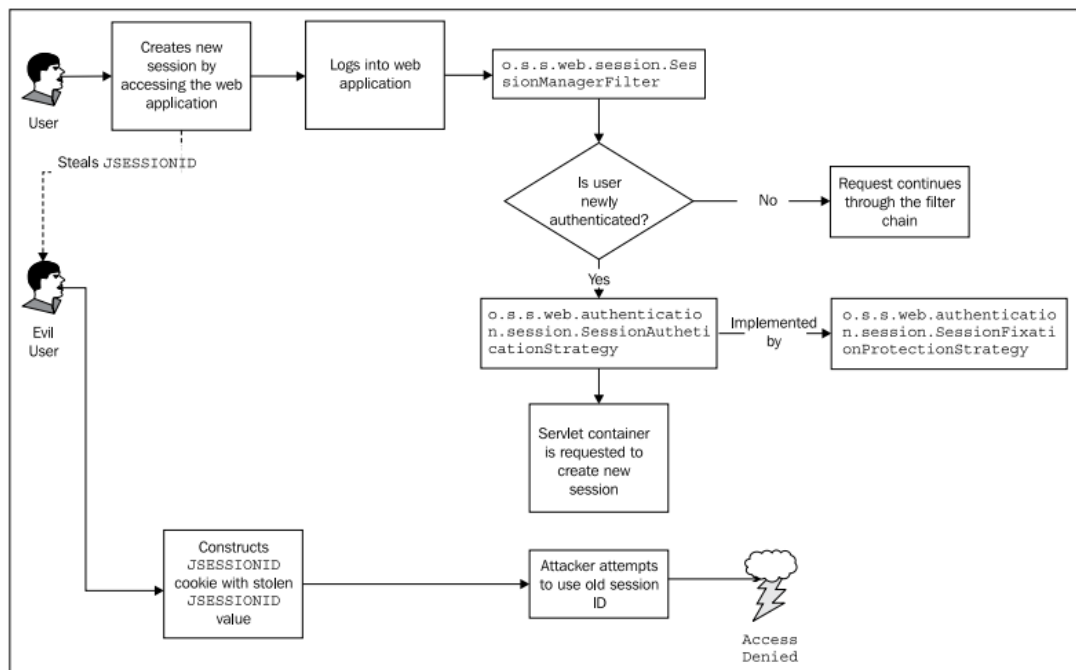 Creates new
session by
accessing the web
application
Logs into web
application
o.s.s.web.session.Ses
sionManagerFilter
User
Steals JSESSIONID
Is user
newly
authenticated?
No
Request continues
through the filter
chain
Yes
Evil
User
o.s.s.web.authenticatio
n.session.SessionAutheti
cationStrategy
Implemented
by
o.s.s.web.authenticatio
n.session.SessionFixati
onProtectionStrategy
Servlet container
is requested to
create new
session
Constructs
JSESSIONID
cookie with stolen
JSESSIONID
value
Attacker attempts
to use old session
ID
Access
Denied